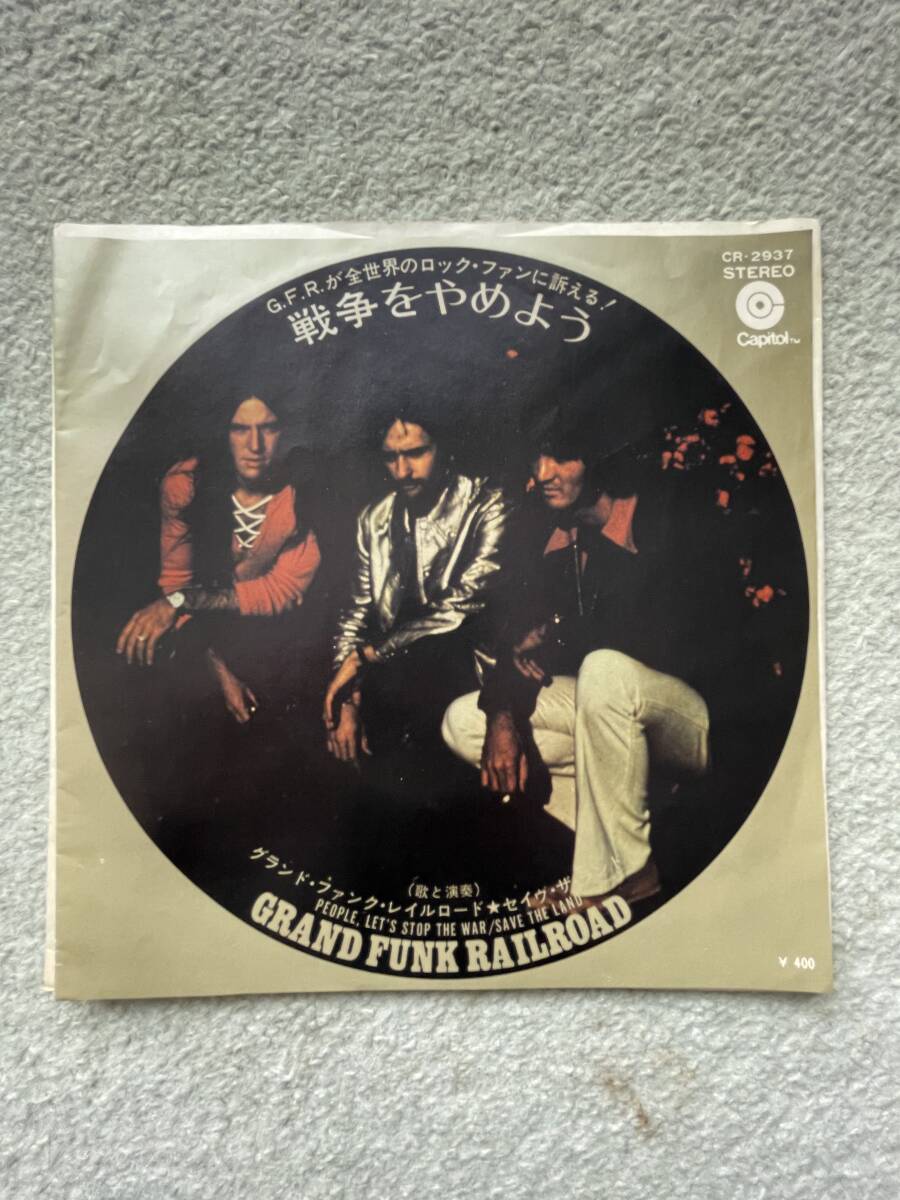 CR-2937
STEREO
Capitol™
G.F.R.が全世界のロック・ファンに訴える!
戦争をやめよう
グランド・ファンク・レイルロード★セイヴ・ザ ド
(歌と演奏)
PEOPLE, LET'S STOP THE WAR/SAVE THE LAND
GRAND FUNK RAILROAD
¥ 400